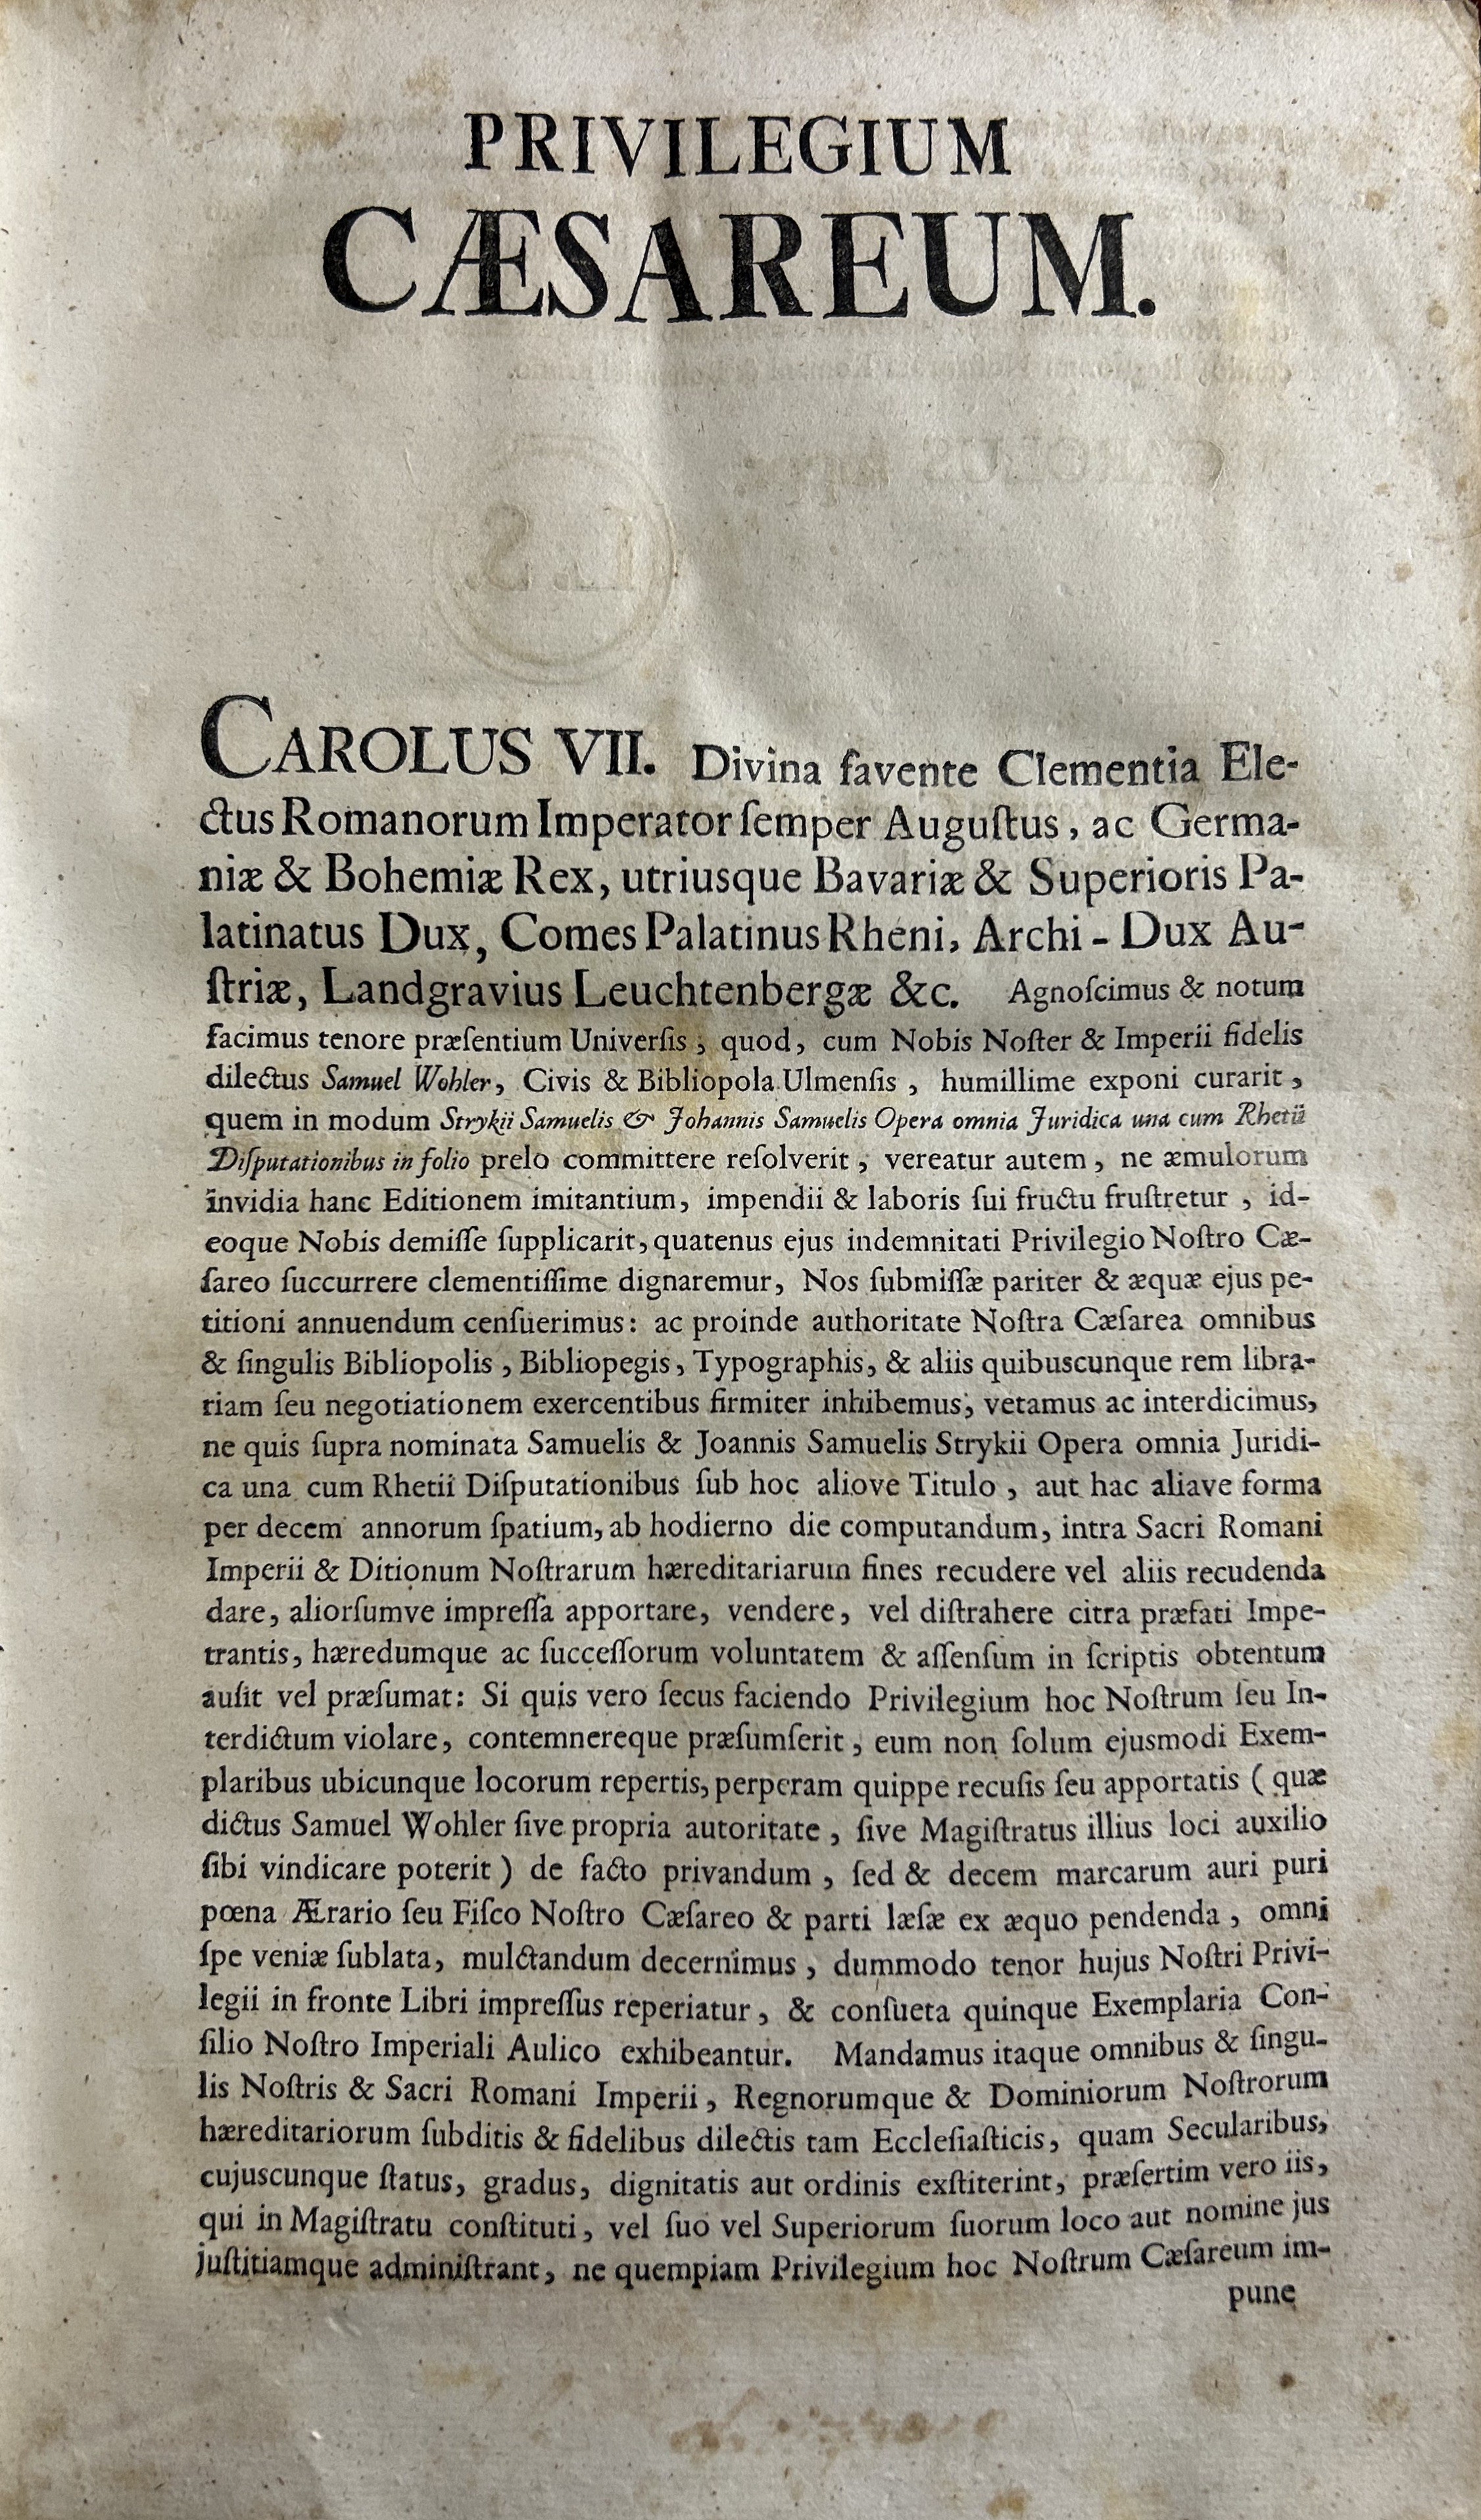 PRIVILEGIUM
CÆSAREUM.
CAROLUS VII. Divina favente Clementia Ele-
ctus Romanorum Imperator ſemper Auguſtus, ac Germa-
niæ & Bohemiæ Rex, utriusque Bavariæ & Superioris Pa-
latinatus Dux, Comes Palatinus Rheni, Archi-Dux Au-
ſtriæ, Landgravius Leuchtenbergæ &c. Agnoſcimus & notum
facimus tenore præſentium Univerſis, quod, cum Nobis Noſter & Imperii fidelis
dilectus Samuel Wohler, Civis & Bibliopola Ulmenſis, humillime exponi curarit,
quem in modum Strykii Samuelis & Johannis Samuelis Opera omnia Juridica una cum Rhetii
Diſputationibus in folio prelo committere reſolverit, vereatur autem, ne æmulorum
invidia hanc Editionem imitantium, impendii & laboris ſui fructu fruſtretur, id-
eoque Nobis demiſſe ſupplicarit, quatenus ejus indemnitati Privilegio Noſtro Cæ-
ſareo ſuccurrere clementiſſime dignaremur, Nos ſubmiſſæ pariter & æquæ ejus pe-
titioni annuendum cenſuerimus: ac proinde authoritate Noſtra Cæſarea omnibus
& ſingulis Bibliopolis, Bibliopegis, Typographis, & aliis quibuscunque rem libra-
riam ſeu negotiationem exercentibus firmiter inhibemus, vetamus ac interdicimus,
ne quis ſupra nominata Samuelis & Joannis Samuelis Strykii Opera omnia Juridi-
ca una cum Rhetii Diſputationibus ſub hoc aliove Titulo, aut hac aliave forma
per decem annorum ſpatium, ab hodierno die computandum, intra Sacri Romani
Imperii & Ditionum Noſtrarum hæreditariarum fines recudere vel aliis recudenda
dare, aliorſumve impreſſa apportare, vendere, vel diſtrahere citra præfati Impe-
trantis, hæredumque ac ſucceſſorum voluntatem & aſſenſum in ſcriptis obtentum
auſit vel præſumat: Si quis vero ſecus faciendo Privilegium hoc Noſtrum ſeu In-
terdictum violare, contemnereque præſumſerit, eum non ſolum ejusmodi Exem-
plaribus ubicunque locorum repertis, perperam quippe recuſis ſeu apportatis (quæ
dictus Samuel Wohler ſive propria autoritate, ſive Magiſtratus illius loci auxilio
ſibi vindicare poterit) de facto privandum, ſed & decem marcarum auri puri
pœna Ærario ſeu Fiſco Noſtro Cæſareo & parti læſæ ex æquo pendenda, omni
ſpe veniæ ſublata, mulctandum decernimus, dummodo tenor hujus Noſtri Privi-
legii in fronte Libri impreſſus reperiatur, & conſueta quinque Exemplaria Con-
ſilio Noſtro Imperiali Aulico exhibeantur. Mandamus itaque omnibus & ſingu-
lis Noſtris & Sacri Romani Imperii, Regnorumque & Dominiorum Noſtrorum
hæreditariorum ſubditis & fidelibus dilectis tam Eccleſiaſticis, quam Secularibus,
cujuscunque ſtatus, gradus, dignitatis aut ordinis exſtiterint, præſertim vero iis,
qui in Magiſtratu conſtituti, vel ſuo vel Superiorum ſuorum loco aut nomine jus
juſtitiamque adminiſtrant, ne quempiam Privilegium hoc Noſtrum Cæſareum im-
pune